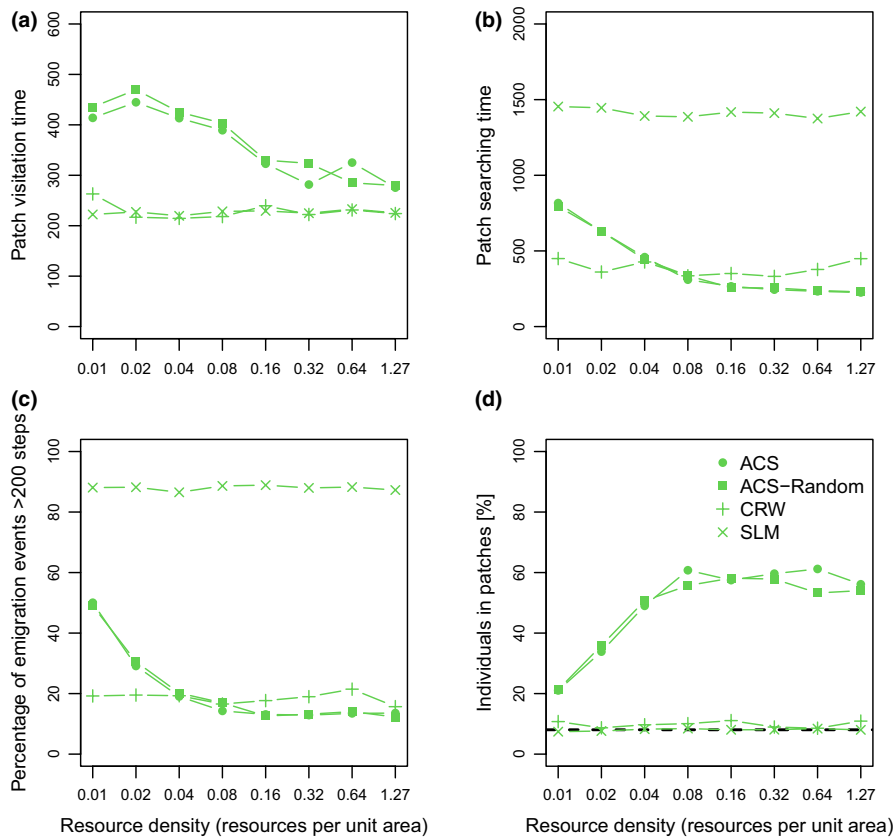 (a)
Patch visitation time
600
500
400
300
200
100
0
0.01 0.02 0.04 0.08 0.16 0.32 0.64 1.27
(b)
Patch searching time
2000
1500
1000
500
0
0.01 0.02 0.04 0.08 0.16 0.32 0.64 1.27
(c)
Percentage of emigration events >200 steps
100
80
60
40
20
0
0.01 0.02 0.04 0.08 0.16 0.32 0.64 1.27
Resource density (resources per unit area)
(d)
Individuals in patches [%]
100
80
60
40
20
0
ACS
ACS−Random
CRW
SLM
0.01 0.02 0.04 0.08 0.16 0.32 0.64 1.27
Resource density (resources per unit area)